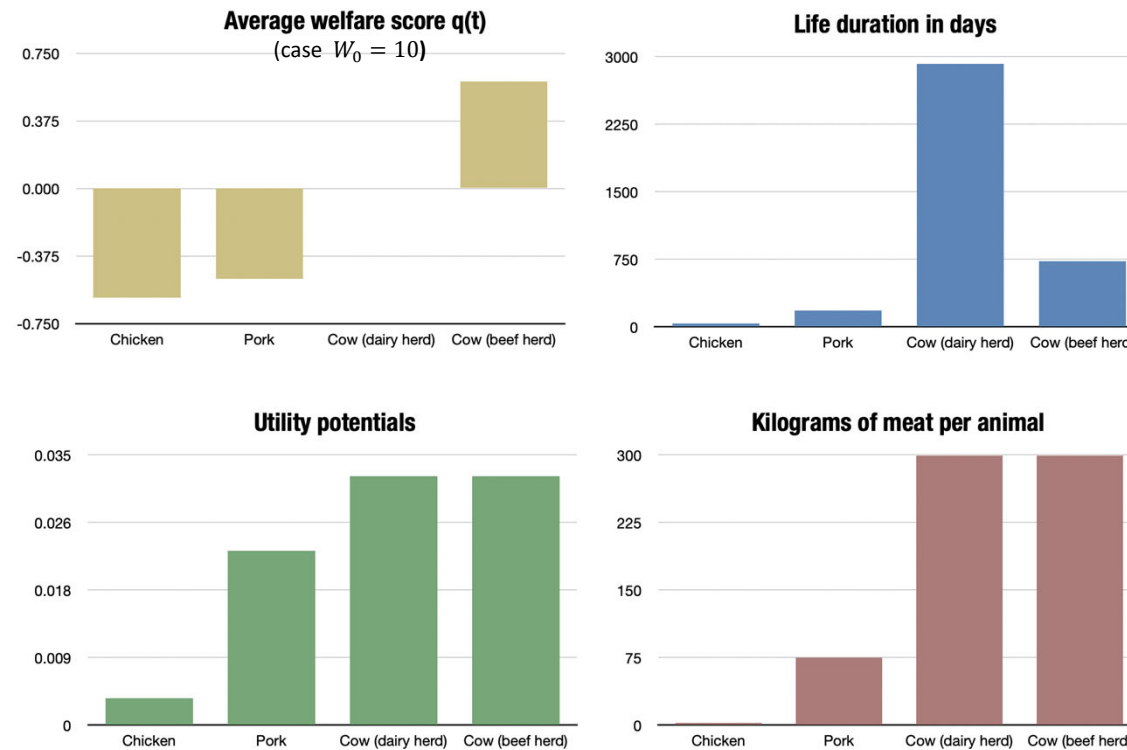 Average welfare score q(t)
(case W₀ = 10)
0.750
0.375
0.000
-0.375
-0.750
Chicken Pork Cow (dairy herd) Cow (beef herd)
Life duration in days
3000
2250
1500
750
0
Chicken Pork Cow (dairy herd) Cow (beef herd
Utility potentials
0.035
0.026
0.018
0.009
0
Chicken Pork Cow (dairy herd) Cow (beef herd)
Kilograms of meat per animal
300
225
150
75
0
Chicken Pork Cow (dairy herd) Cow (beef herd)